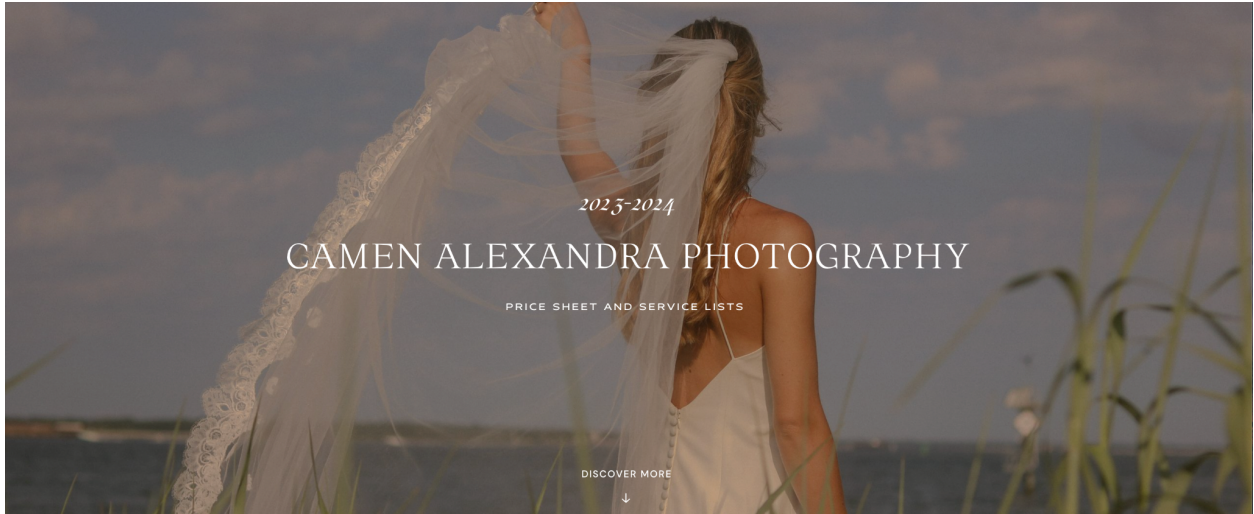 2023-2024
CAMEN ALEXANDRA PHOTOGRAPHY
PRICE SHEET AND SERVICE LISTS
DISCOVER MORE